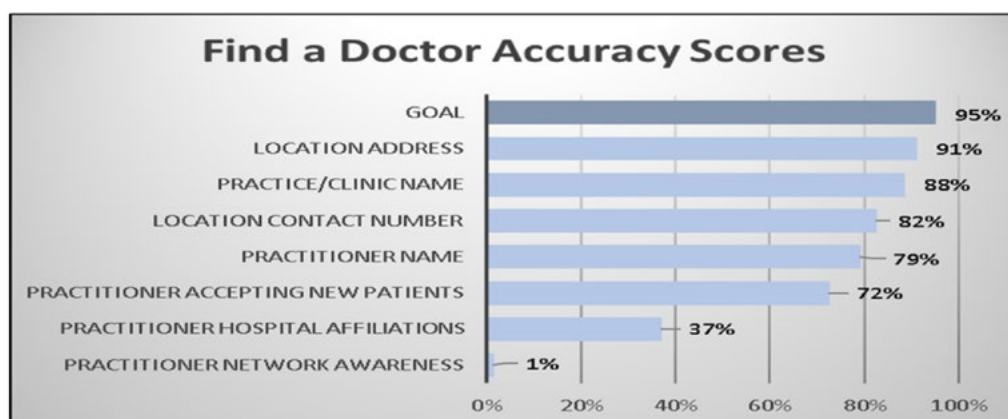 Find a Doctor Accuracy Scores
GOAL 95%
LOCATION ADDRESS 91%
PRACTICE/CLINIC NAME 88%
LOCATION CONTACT NUMBER 82%
PRACTITIONER NAME 79%
PRACTITIONER ACCEPTING NEW PATIENTS 72%
PRACTITIONER HOSPITAL AFFILIATIONS 37%
PRACTITIONER NETWORK AWARENESS 1%
0% 20% 40% 60% 80% 100%